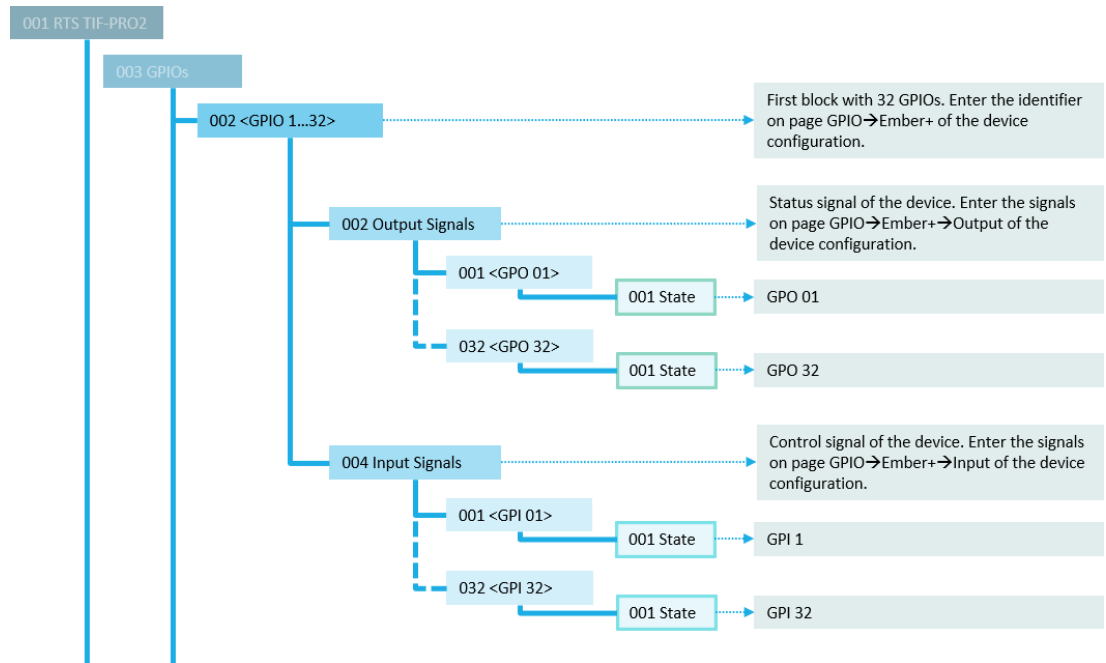 001 RTS TIF-PRO2
003 GPIOs
002 <GPIO 1...32>
First block with 32 GPIOs. Enter the identifier
on page GPIO→Ember+ of the device
configuration.
002 Output Signals
Status signal of the device. Enter the signals
on page GPIO→Ember+→Output of the
device configuration.
001 <GPO 01>
001 State
GPO 01
032 <GPO 32>
001 State
GPO 32
004 Input Signals
Control signal of the device. Enter the signals
on page GPIO→Ember+→Input of the device
configuration.
001 <GPI 01>
001 State
GPI 1
032 <GPI 32>
001 State
GPI 32